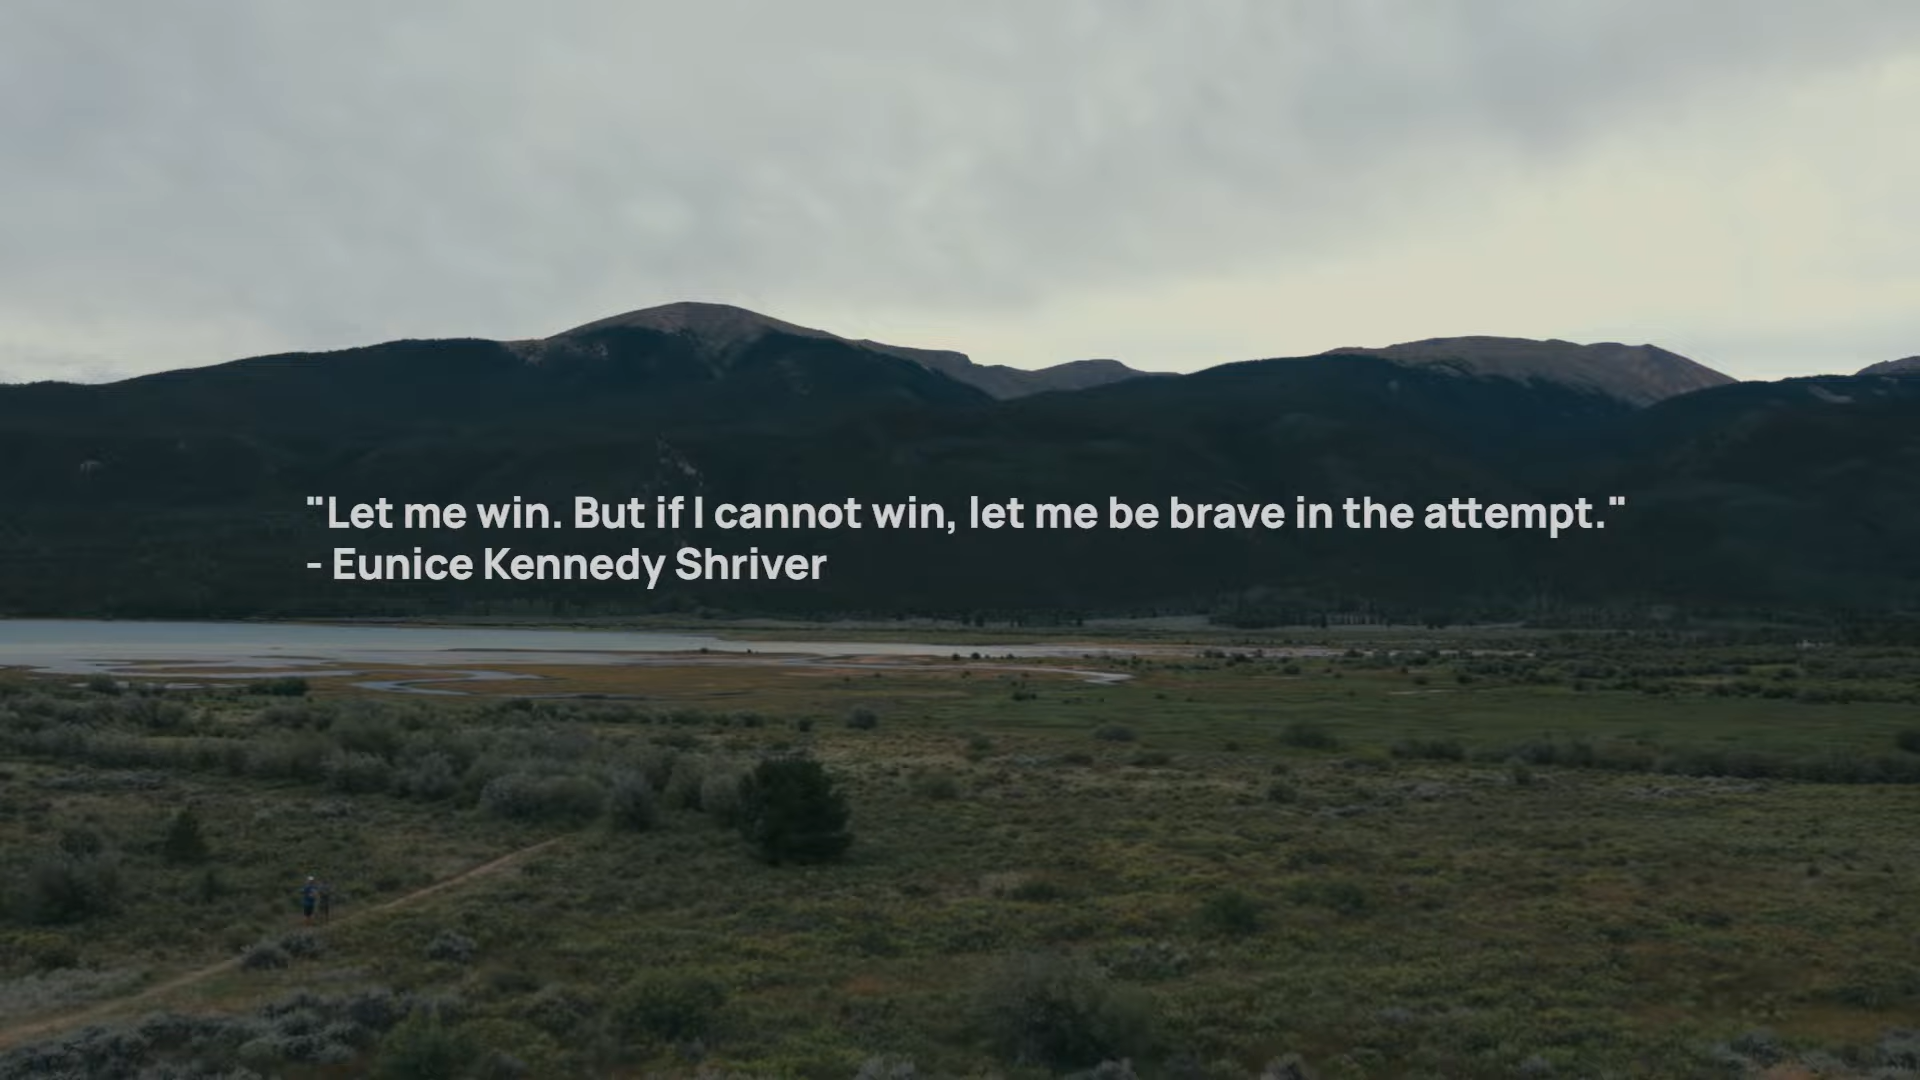 "Let me win. But if I cannot win, let me be brave in the attempt."
- Eunice Kennedy Shriver